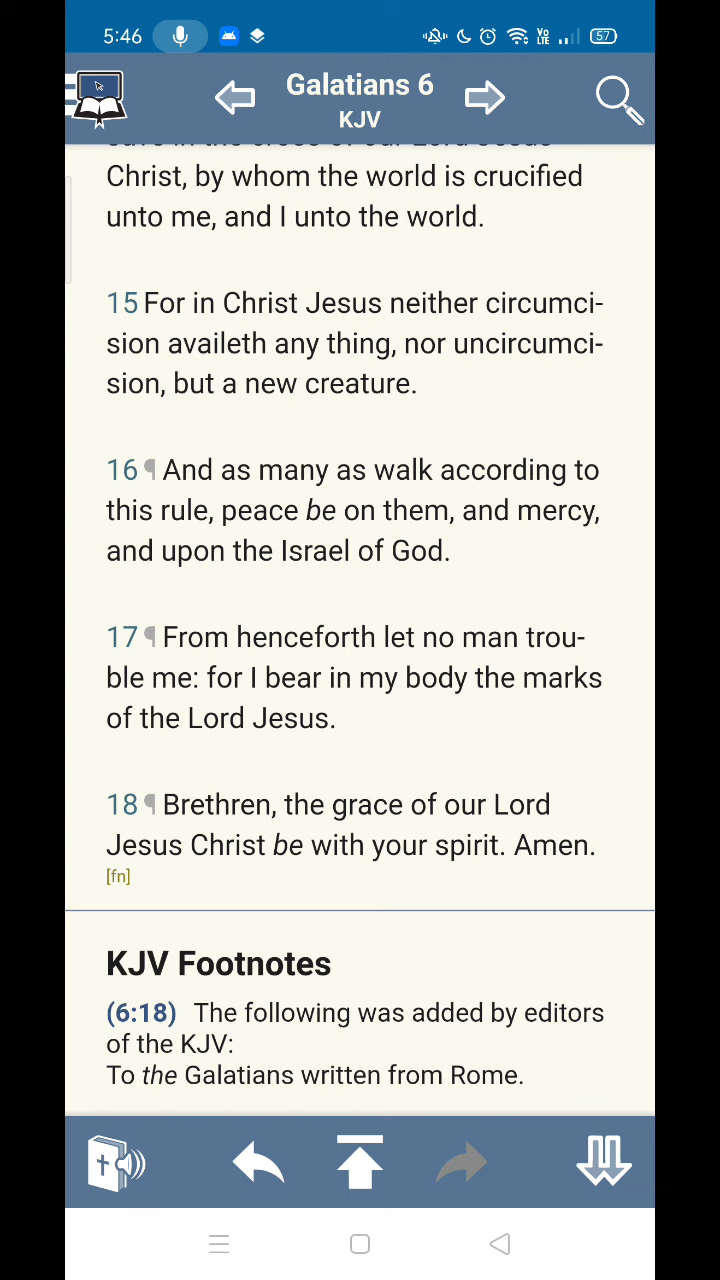 5:46
VO LTE
57
Galatians 6
KJV
Christ, by whom the world is crucified
unto me, and I unto the world.
15 For in Christ Jesus neither circumci-
sion availeth any thing, nor uncircumci-
sion, but a new creature.
16 ¶ And as many as walk according to
this rule, peace be on them, and mercy,
and upon the Israel of God.
17 ¶ From henceforth let no man trou-
ble me: for I bear in my body the marks
of the Lord Jesus.
18 ¶ Brethren, the grace of our Lord
Jesus Christ be with your spirit. Amen.
[fn]
KJV Footnotes
(6:18) The following was added by editors
of the KJV:
To the Galatians written from Rome.